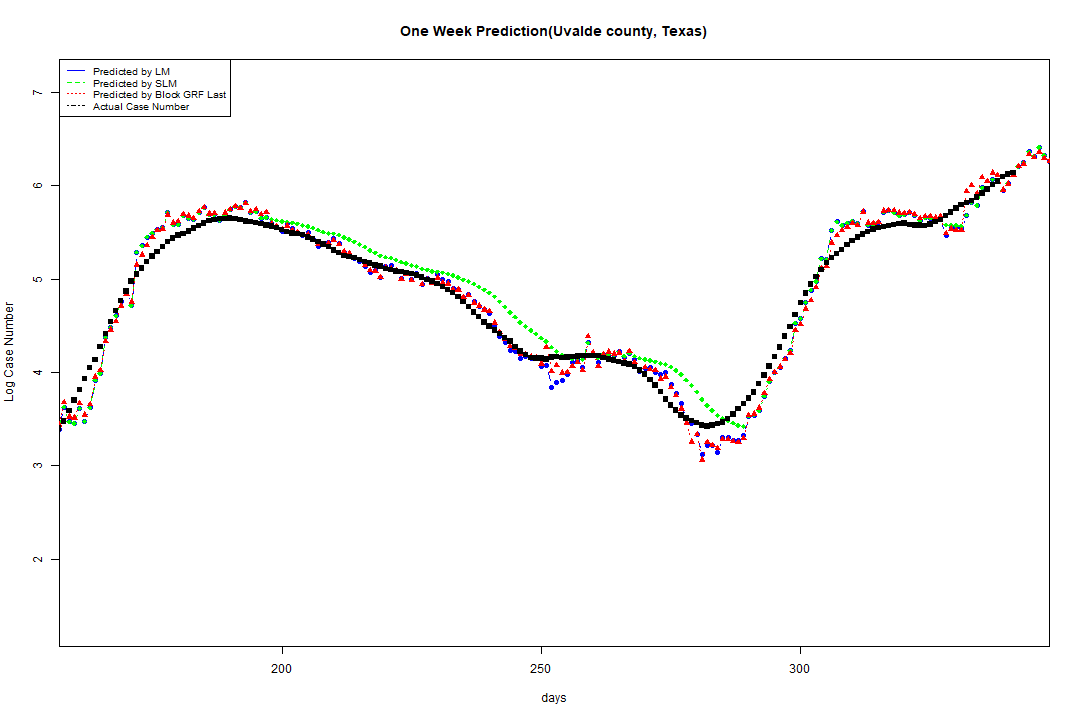 One Week Prediction(Uvalde county, Texas)
Predicted by LM
Predicted by SLM
Predicted by Block GRF Last
Actual Case Number
7
6
5
4
3
2
Log Case Number
200
250
300
days